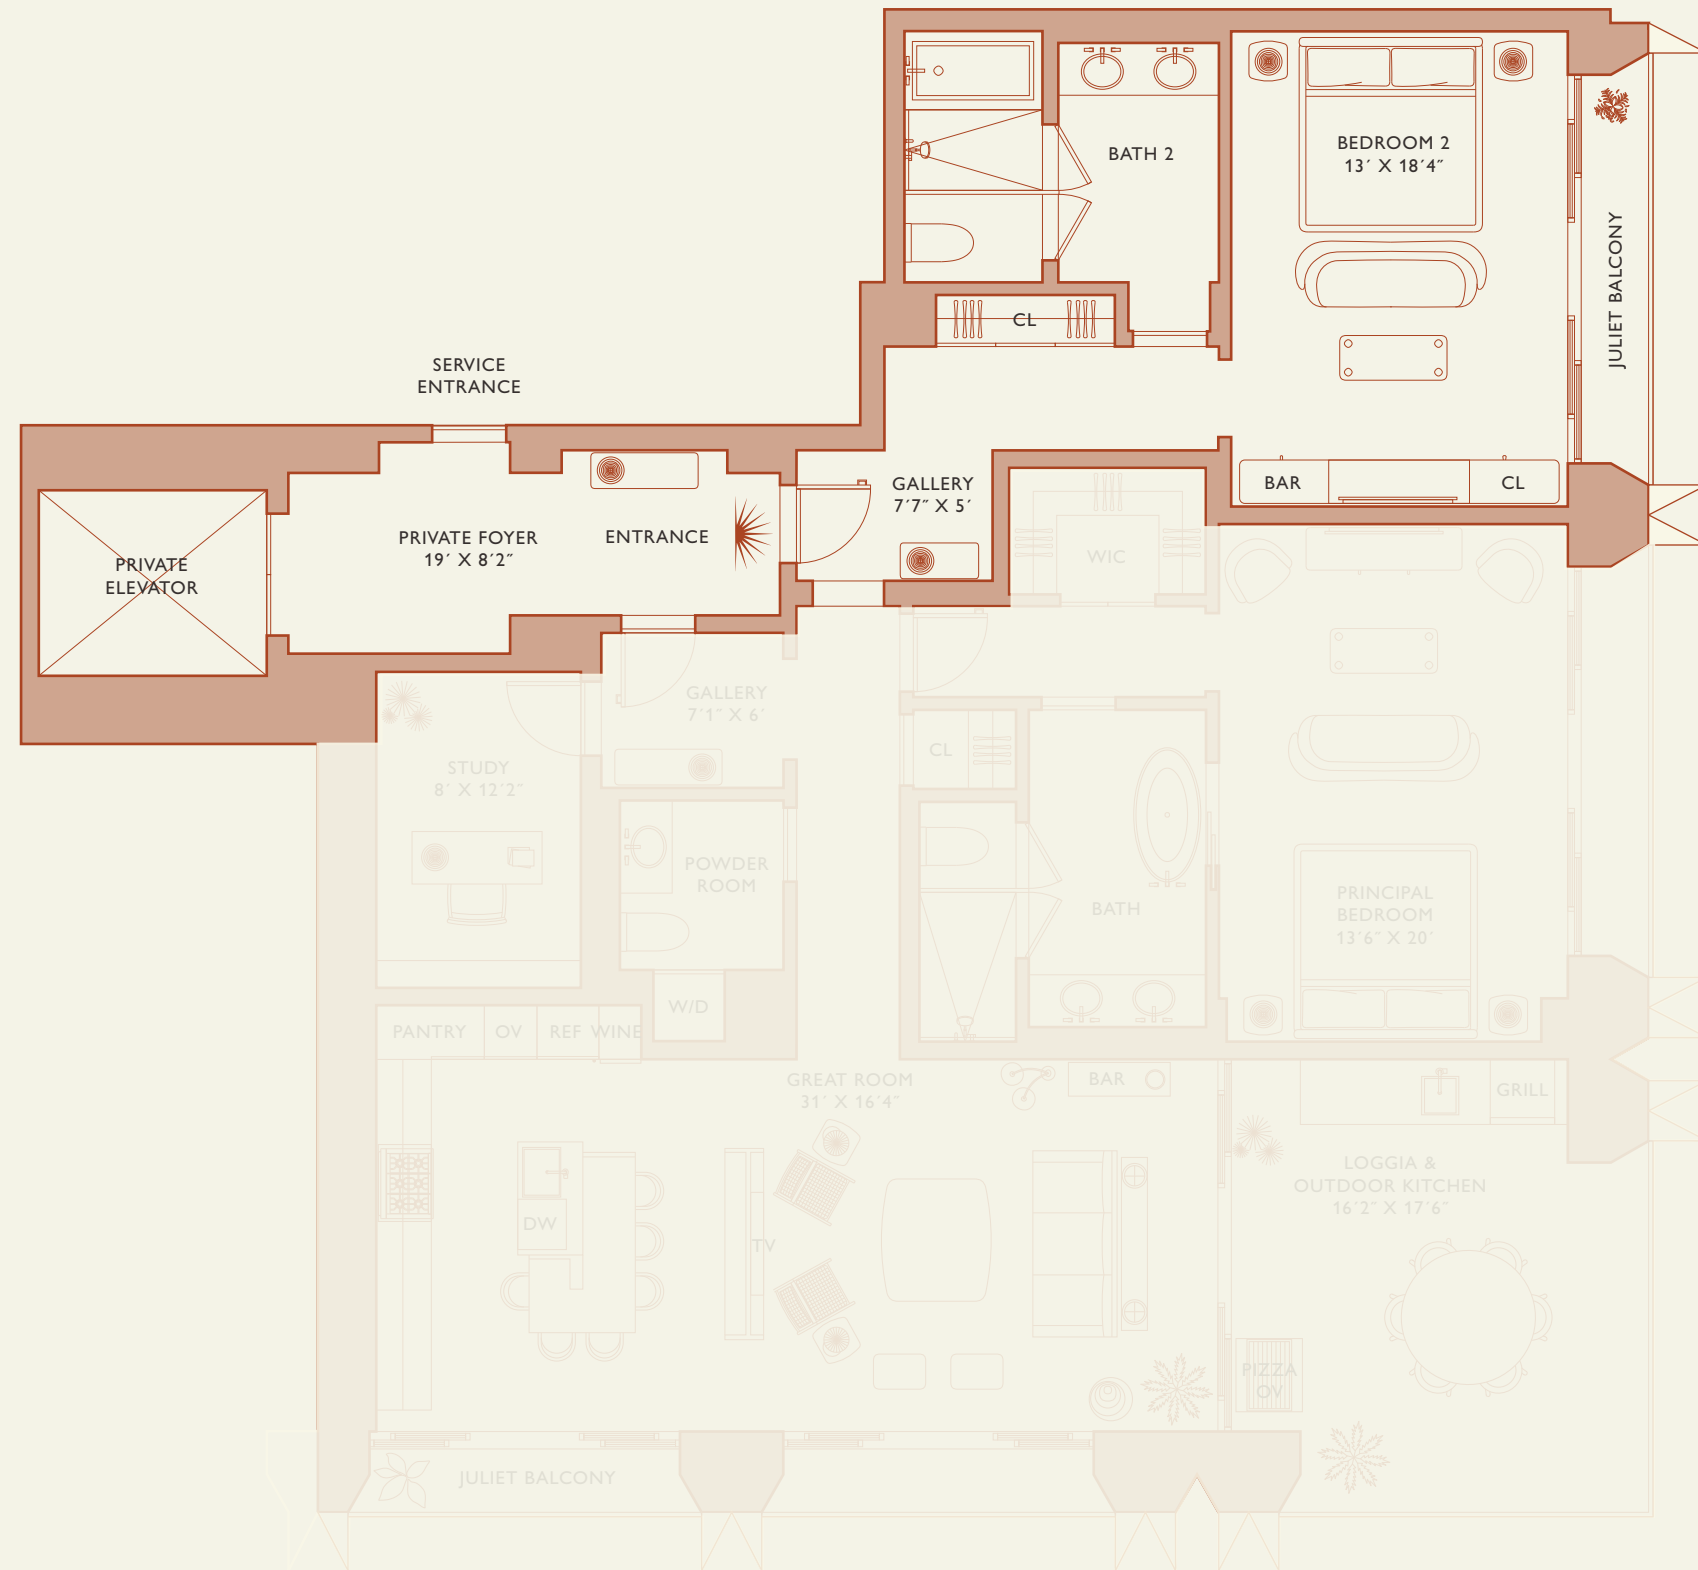 BATH 2
BEDROOM 2
13´ X 18´4˝
JULIET BALCONY
CL
SERVICE
ENTRANCE
BAR
CL
GALLERY
7´7˝ X 5´
PRIVATE FOYER
19´ X 8´2˝
ENTRANCE
PRIVATE
ELEVATOR
WIC
GALLERY
7´1˝ X 6´
STUDY
8´ X 12´2˝
CL
POWDER
ROOM
BATH
PRINCIPAL
BEDROOM
13´6˝ X 20´
W/D
PANTRY
OV
REF
WINE
GREAT ROOM
31´ X 16´4˝
BAR
GRILL
LOGGIA &
OUTDOOR KITCHEN
16´2˝ X 17´6˝
DW
TV
PIZZA
OV
JULIET BALCONY